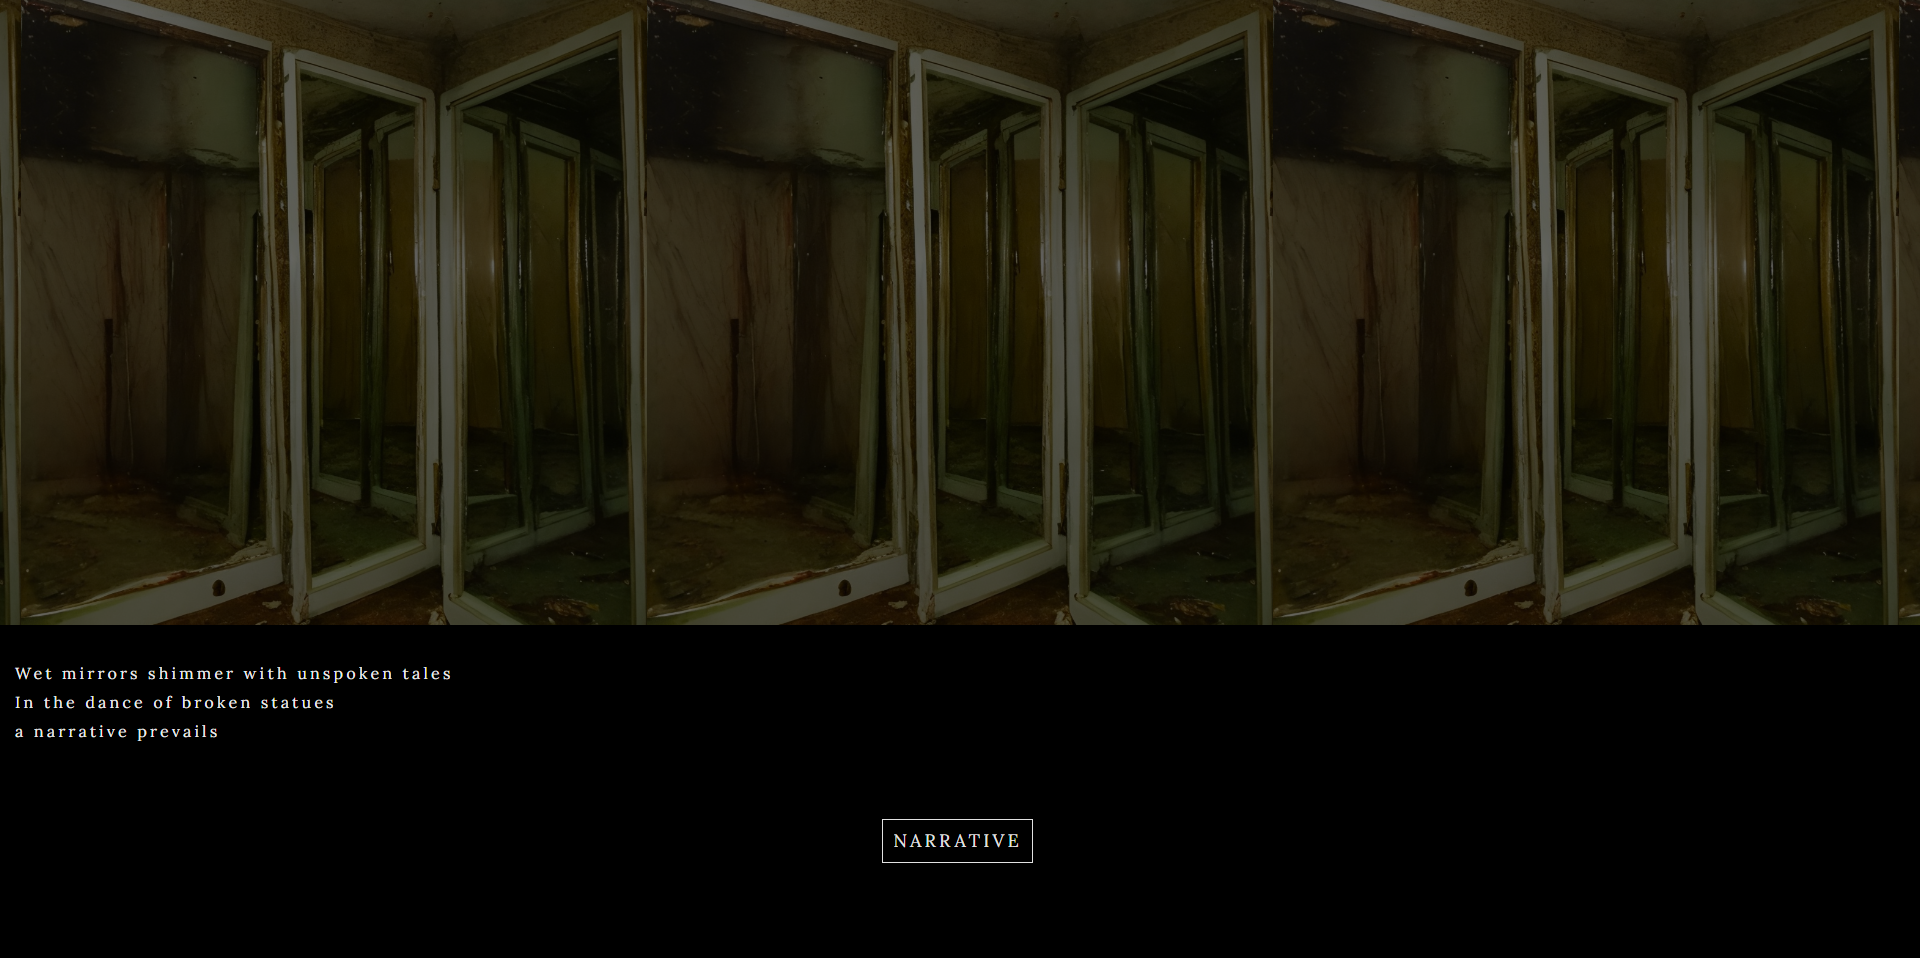 Wet mirrors shimmer with unspoken tales
In the dance of broken statues
a narrative prevails
NARRATIVE